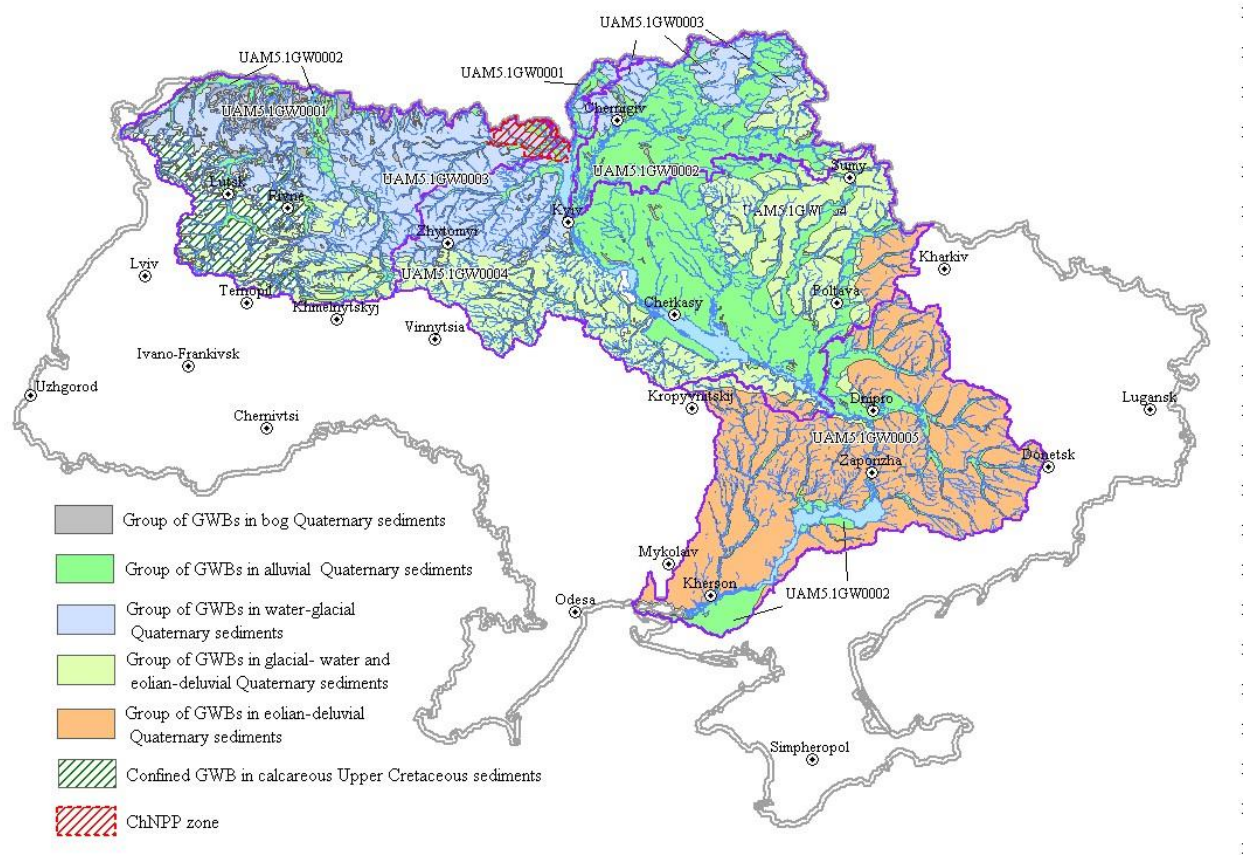 UAM5.1GW0003
UAM5.1GW0002
UAM5.1GW0001
UAM5.1GW0001
Chernigiv
UAM5.1GW0003
UAM5.1GW0002
Sumy
Lutsk
Rivne
Kyiv
Zhytomyr
Kharkiv
Lviv
UAM5.1GW0004
Ternopil
Poltava
Khmelnytskyj
Cherkasy
Vinnytsia
Ivano-Frankivsk
Uzhgorod
Kropyvnitskij
Dnipro
Lugansk
Chernivtsi
UAM5.1GW0005
Donetsk
Group of GWBs in bog Quaternary sediments
Mykolaiv
Group of GWBs in alluvial Quaternary sediments
Kherson
UAM5.1GW0002
Odesa
Group of GWBs in water-glacial
Quaternary sediments
Group of GWBs in glacial- water and
eolian-deluvial Quaternary sediments
Group of GWBs in eolian-deluvial
Quaternary sediments
Simpheropol
Confined GWB in calcareous Upper Cretaceous sediments
ChNPP zone